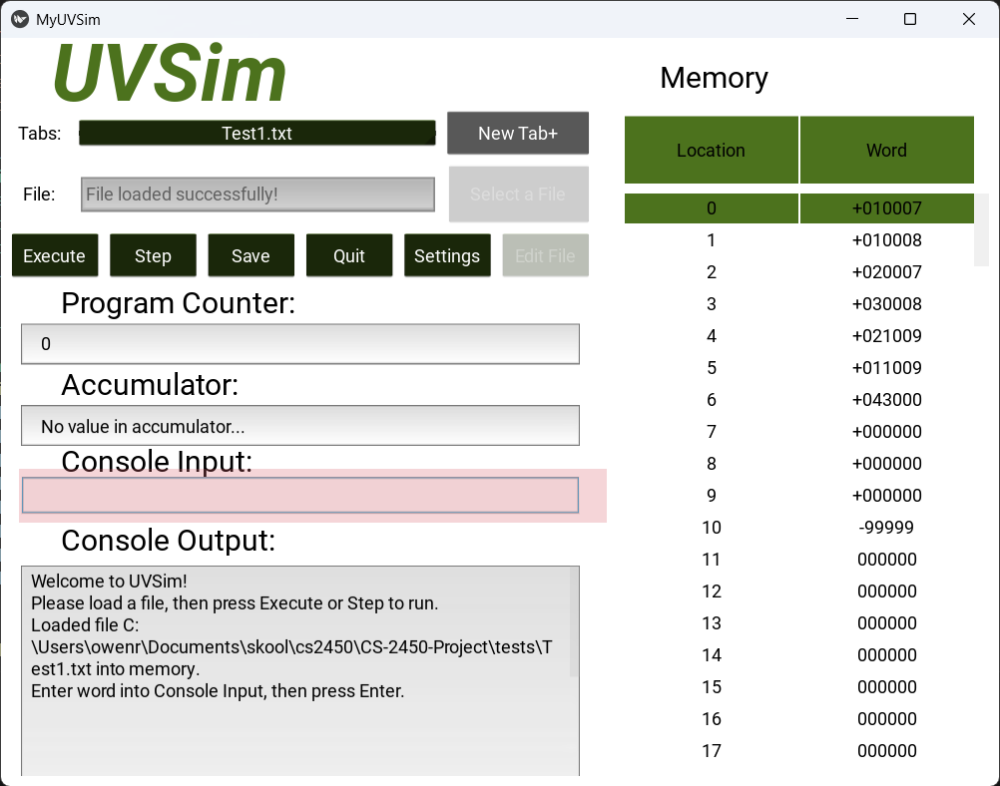 MyUVSim
UVSim
Tabs: Test1.txt New Tab+
File: File loaded successfully! Select a File
Execute Step Save Quit Settings Edit File
Program Counter:
0
Accumulator:
No value in accumulator...
Console Input:
Console Output:
Welcome to UVSim!
Please load a file, then press Execute or Step to run.
Loaded file C:
\Users\owenr\Documents\skool\cs2450\CS-2450-Project\tests\T
est1.txt into memory.
Enter word into Console Input, then press Enter.
Memory
Location Word
0 +010007
1 +010008
2 +020007
3 +030008
4 +021009
5 +011009
6 +043000
7 +000000
8 +000000
9 +000000
10 -99999
11 000000
12 000000
13 000000
14 000000
15 000000
16 000000
17 000000